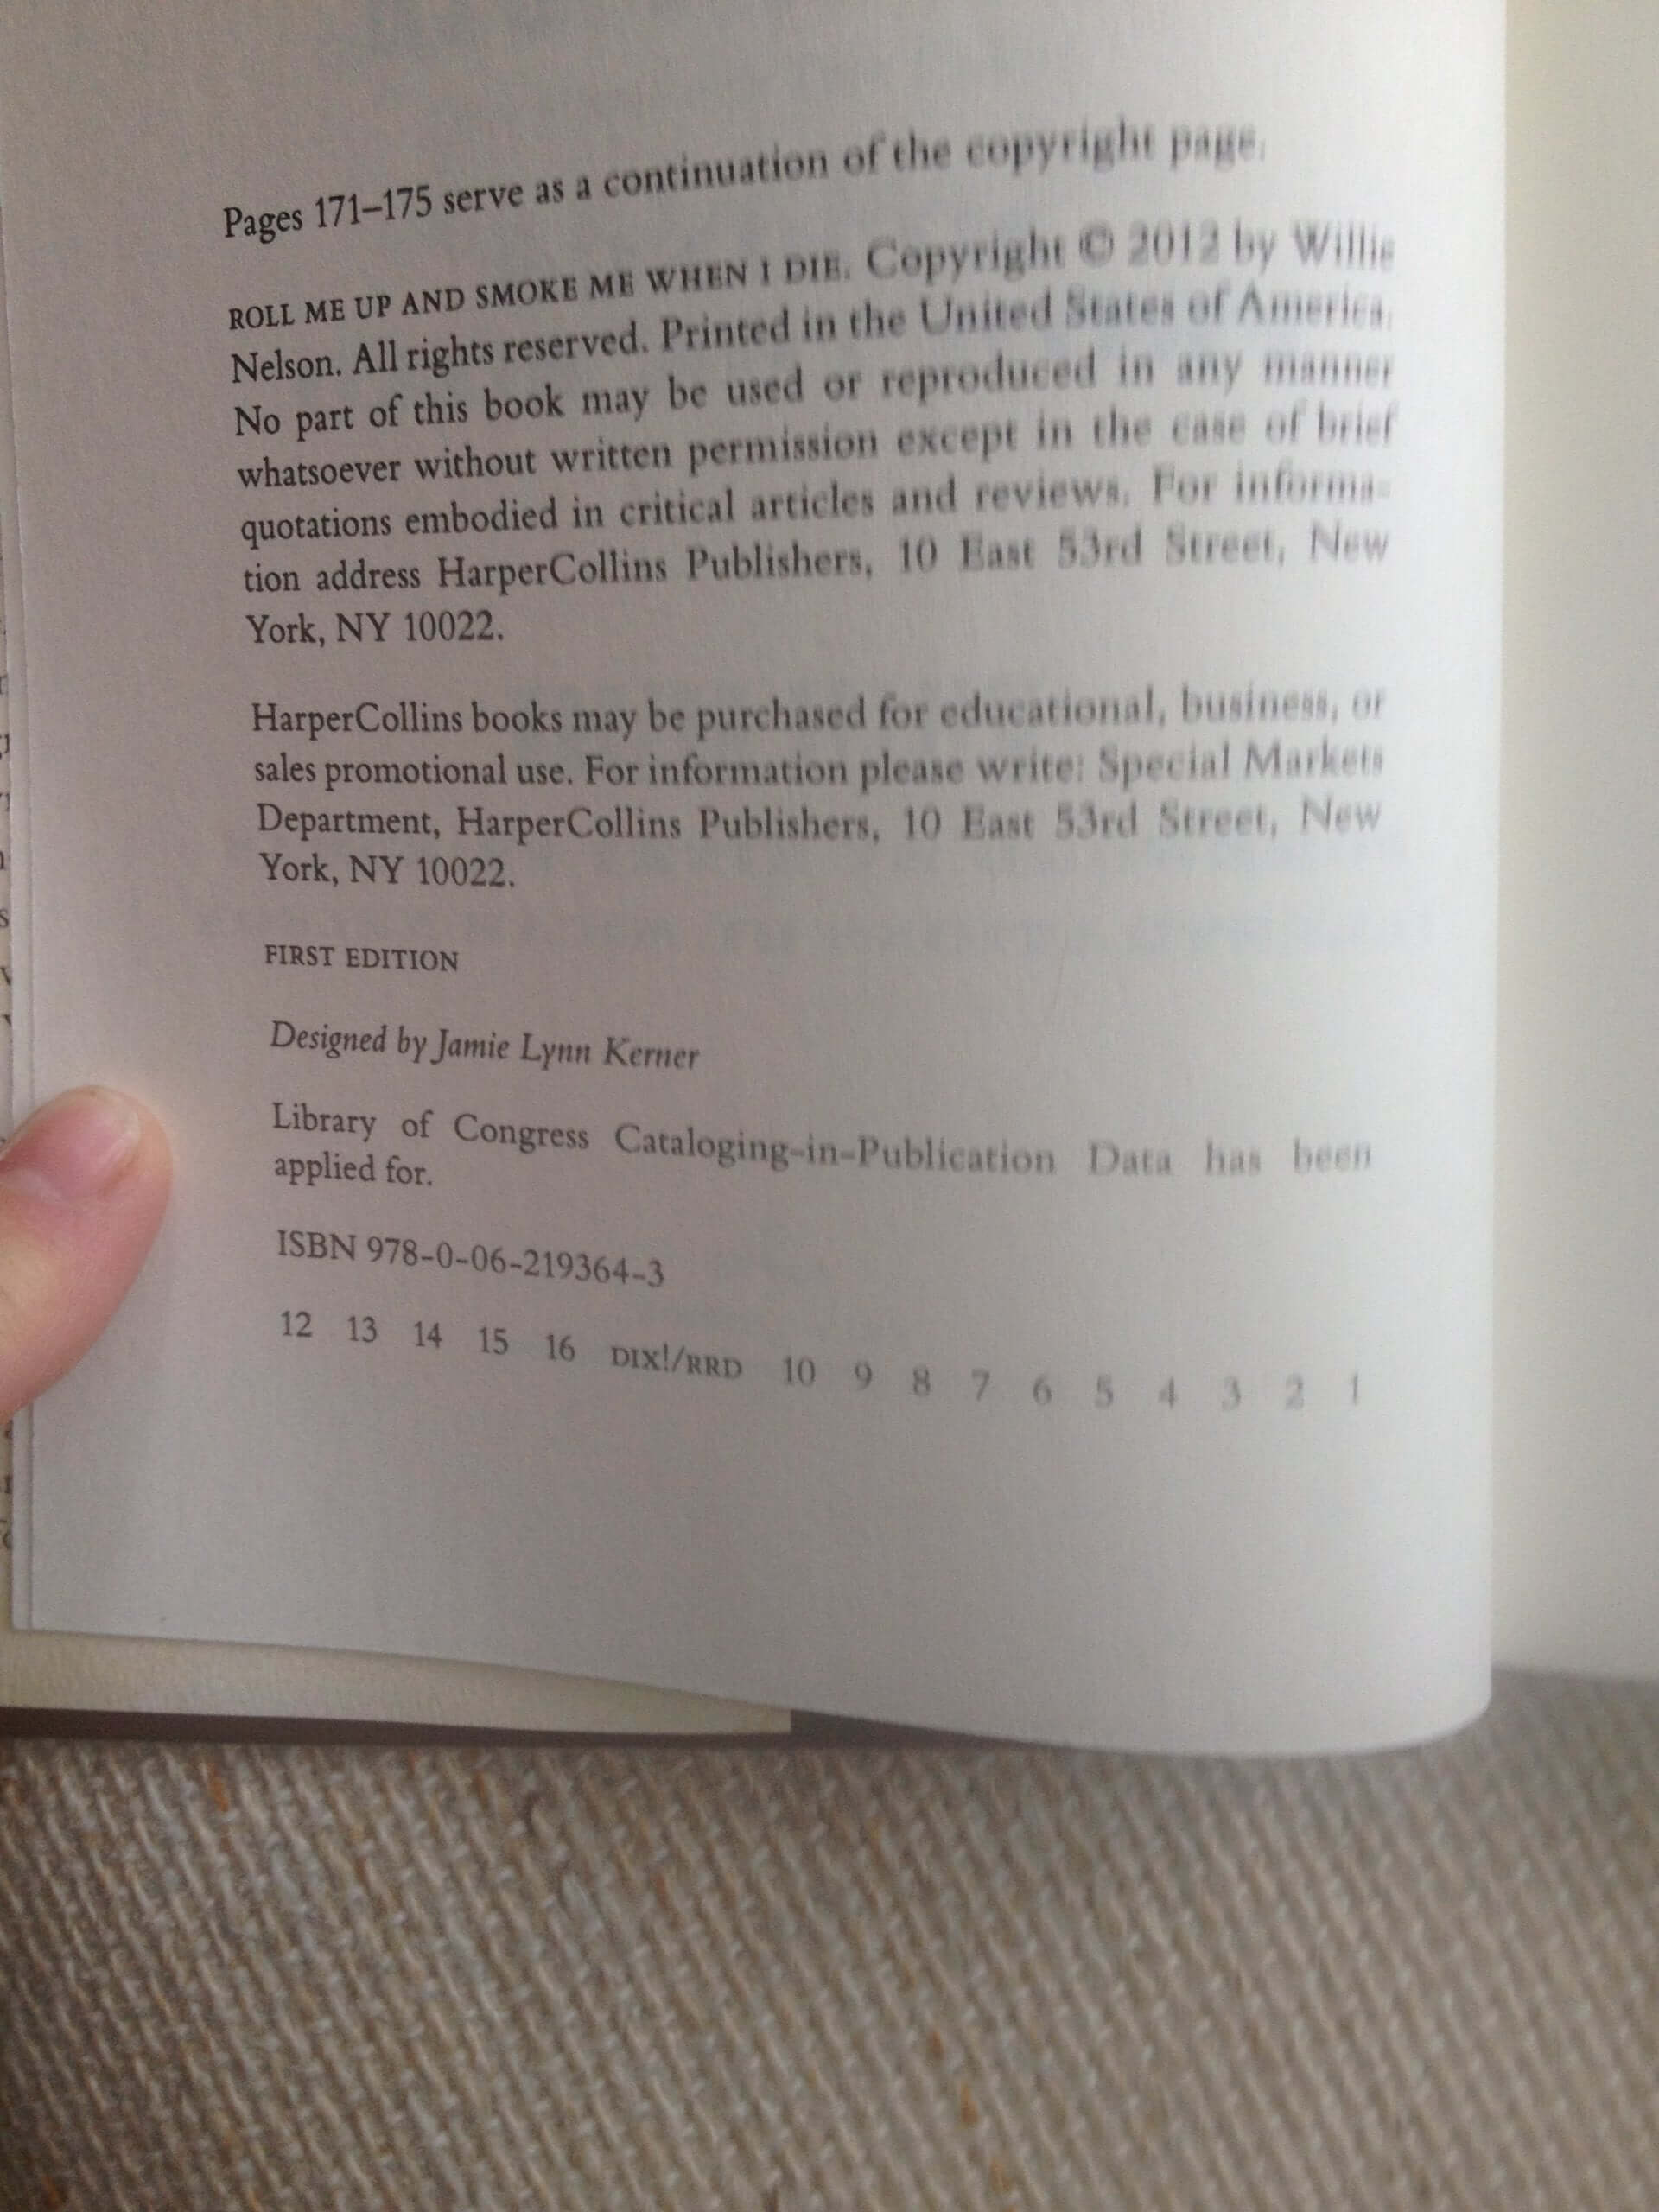 Pages 171–175 serve as a continuation of the copyright page.
ROLL ME UP AND SMOKE ME WHEN I DIE. Copyright © 2012 by Willie
Nelson. All rights reserved. Printed in the United States of America.
No part of this book may be used or reproduced in any manner
whatsoever without written permission except in the case of brief
quotations embodied in critical articles and reviews. For informa-
tion address HarperCollins Publishers, 10 East 53rd Street, New
York, NY 10022.
HarperCollins books may be purchased for educational, business, or
sales promotional use. For information please write: Special Markets
Department, HarperCollins Publishers, 10 East 53rd Street, New
York, NY 10022.
FIRST EDITION
Designed by Jamie Lynn Kerner
Library of Congress Cataloging-in-Publication Data has been
applied for.
ISBN 978-0-06-219364-3
12 13 14 15 16 DIX!/RRD 10 9 8 7 6 5 4 3 2 1